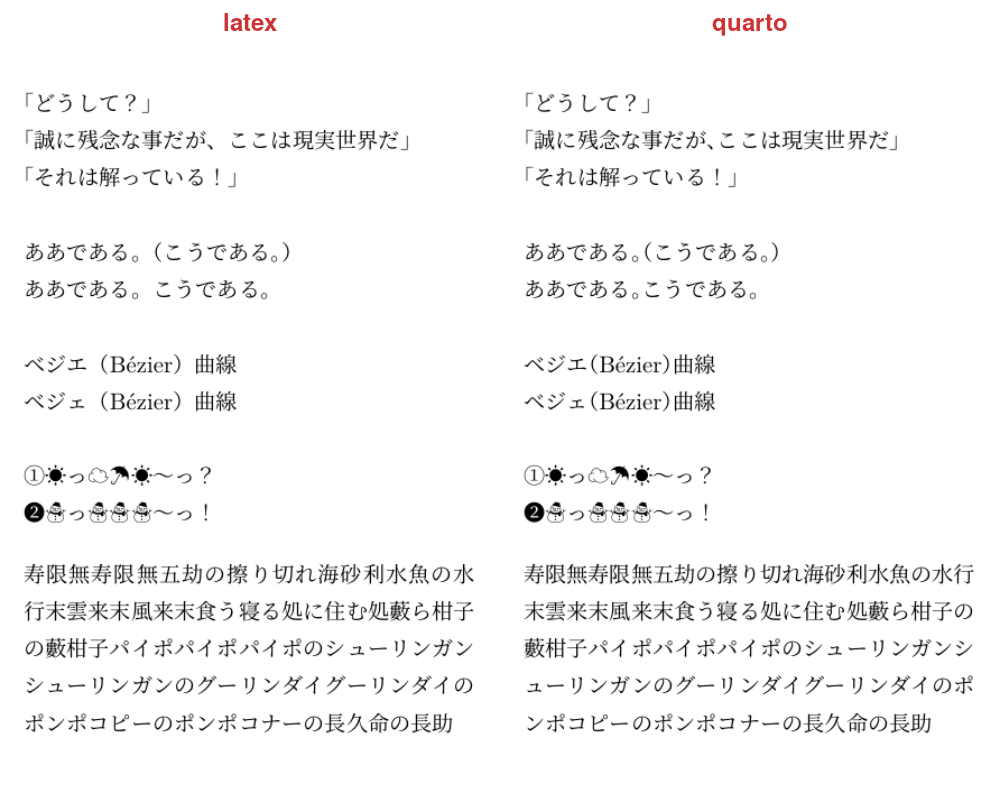 latex
「どうして？」
「誠に残念な事だが、ここは現実世界だ」
「それは解っている！」
ああである。（こうである。）
ああである。こうである。
ベジエ（Bézier）曲線
ベジェ（Bézier）曲線
①☀っ☁☂☀〜っ？
❷☃っ☃☃☃〜っ！
寿限無寿限無五劫の擦り切れ海砂利水魚の水
行末雲来末風来末食う寝る処に住む処藪ら柑子
の藪柑子パイポパイポパイポのシューリンガン
シューリンガンのグーリンダイグーリンダイの
ポンポコピーのポンポコナーの長久命の長助
quarto
「どうして？」
「誠に残念な事だが、ここは現実世界だ」
「それは解っている！」
ああである。（こうである。）
ああである。こうである。
ベジエ（Bézier）曲線
ベジェ（Bézier）曲線
①☀っ☁☂☀〜っ？
❷☃っ☃☃☃〜っ！
寿限無寿限無五劫の擦り切れ海砂利水魚の水行
末雲来末風来末食う寝る処に住む処藪ら柑子の
藪柑子パイポパイポパイポのシューリンガンシ
ューリンガンのグーリンダイグーリンダイのポ
ンポコピーのポンポコナーの長久命の長助